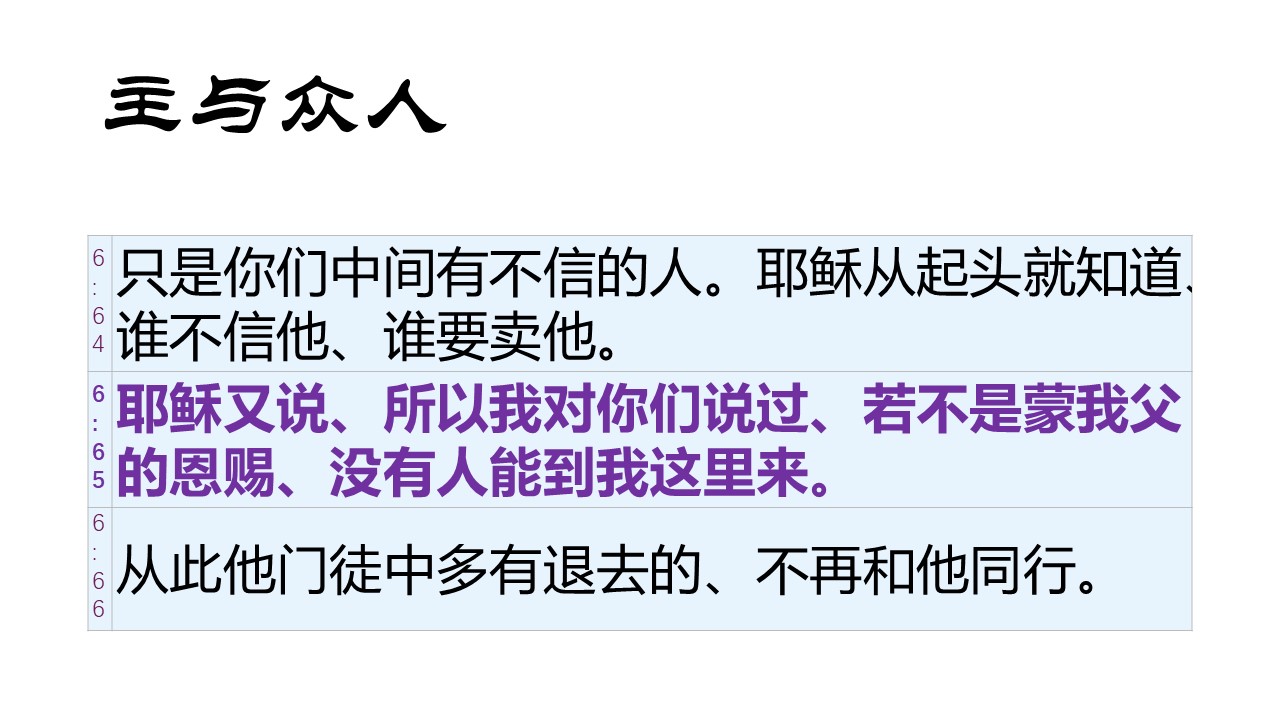 主与众人
6:64 只是你们中间有不信的人。耶稣从起头就知道、
谁不信他、谁要卖他。
6:65 耶稣又说、所以我对你们说过、若不是蒙我父
的恩赐、没有人能到我这里来。
6:66 从此他门徒中多有退去的、不再和他同行。